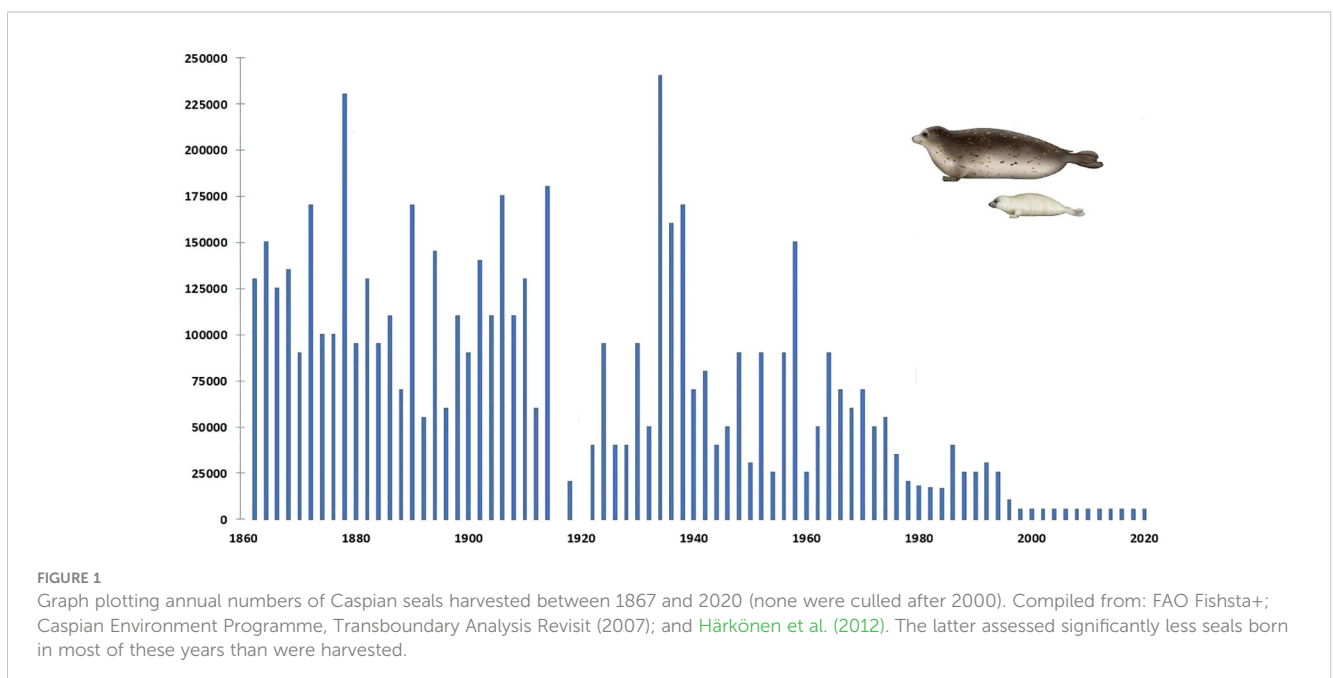 250000
225000
200000
175000
150000
125000
100000
75000
50000
25000
0
1860 1880 1900 1920 1940 1960 1980 2000 2020
FIGURE 1
Graph plotting annual numbers of Caspian seals harvested between 1867 and 2020 (none were culled after 2000). Compiled from: FAO Fishsta+;
Caspian Environment Programme, Transboundary Analysis Revisit (2007); and Härkönen et al. (2012). The latter assessed significantly less seals born
in most of these years than were harvested.